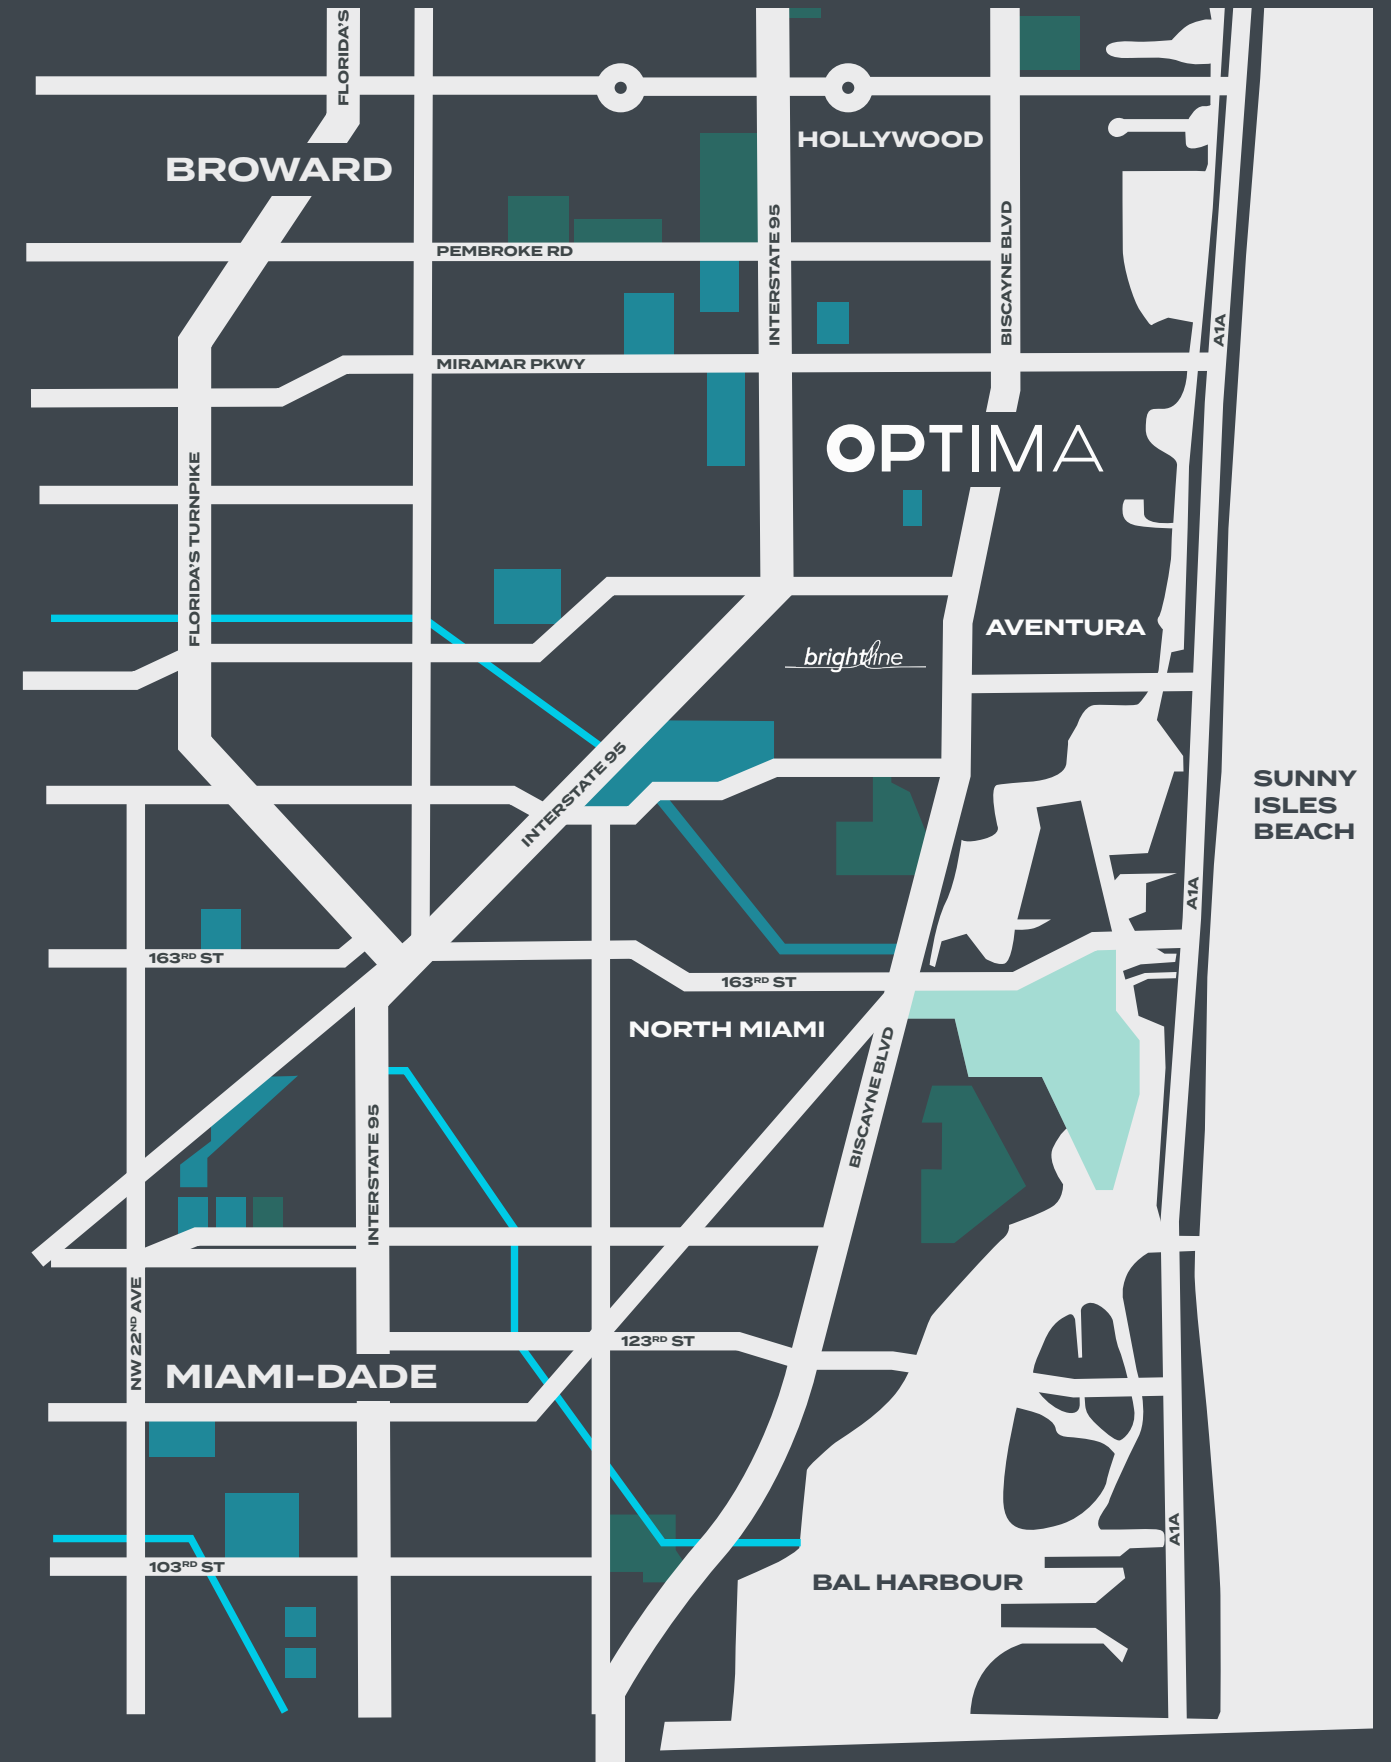 FLORIDA'S
HOLLYWOOD
BROWARD
INTERSTATE 95
BISCAYNE BLVD
PEMBROKE RD
A1A
MIRAMAR PKWY
OPTIMA
FLORIDA'S TURNPIKE
AVENTURA
brightline
INTERSTATE 95
SUNNY
ISLES
BEACH
A1A
163RD ST
163RD ST
NORTH MIAMI
BISCAYNE BLVD
INTERSTATE 95
NW 22ND AVE
123RD ST
MIAMI-DADE
A1A
103RD ST
BAL HARBOUR